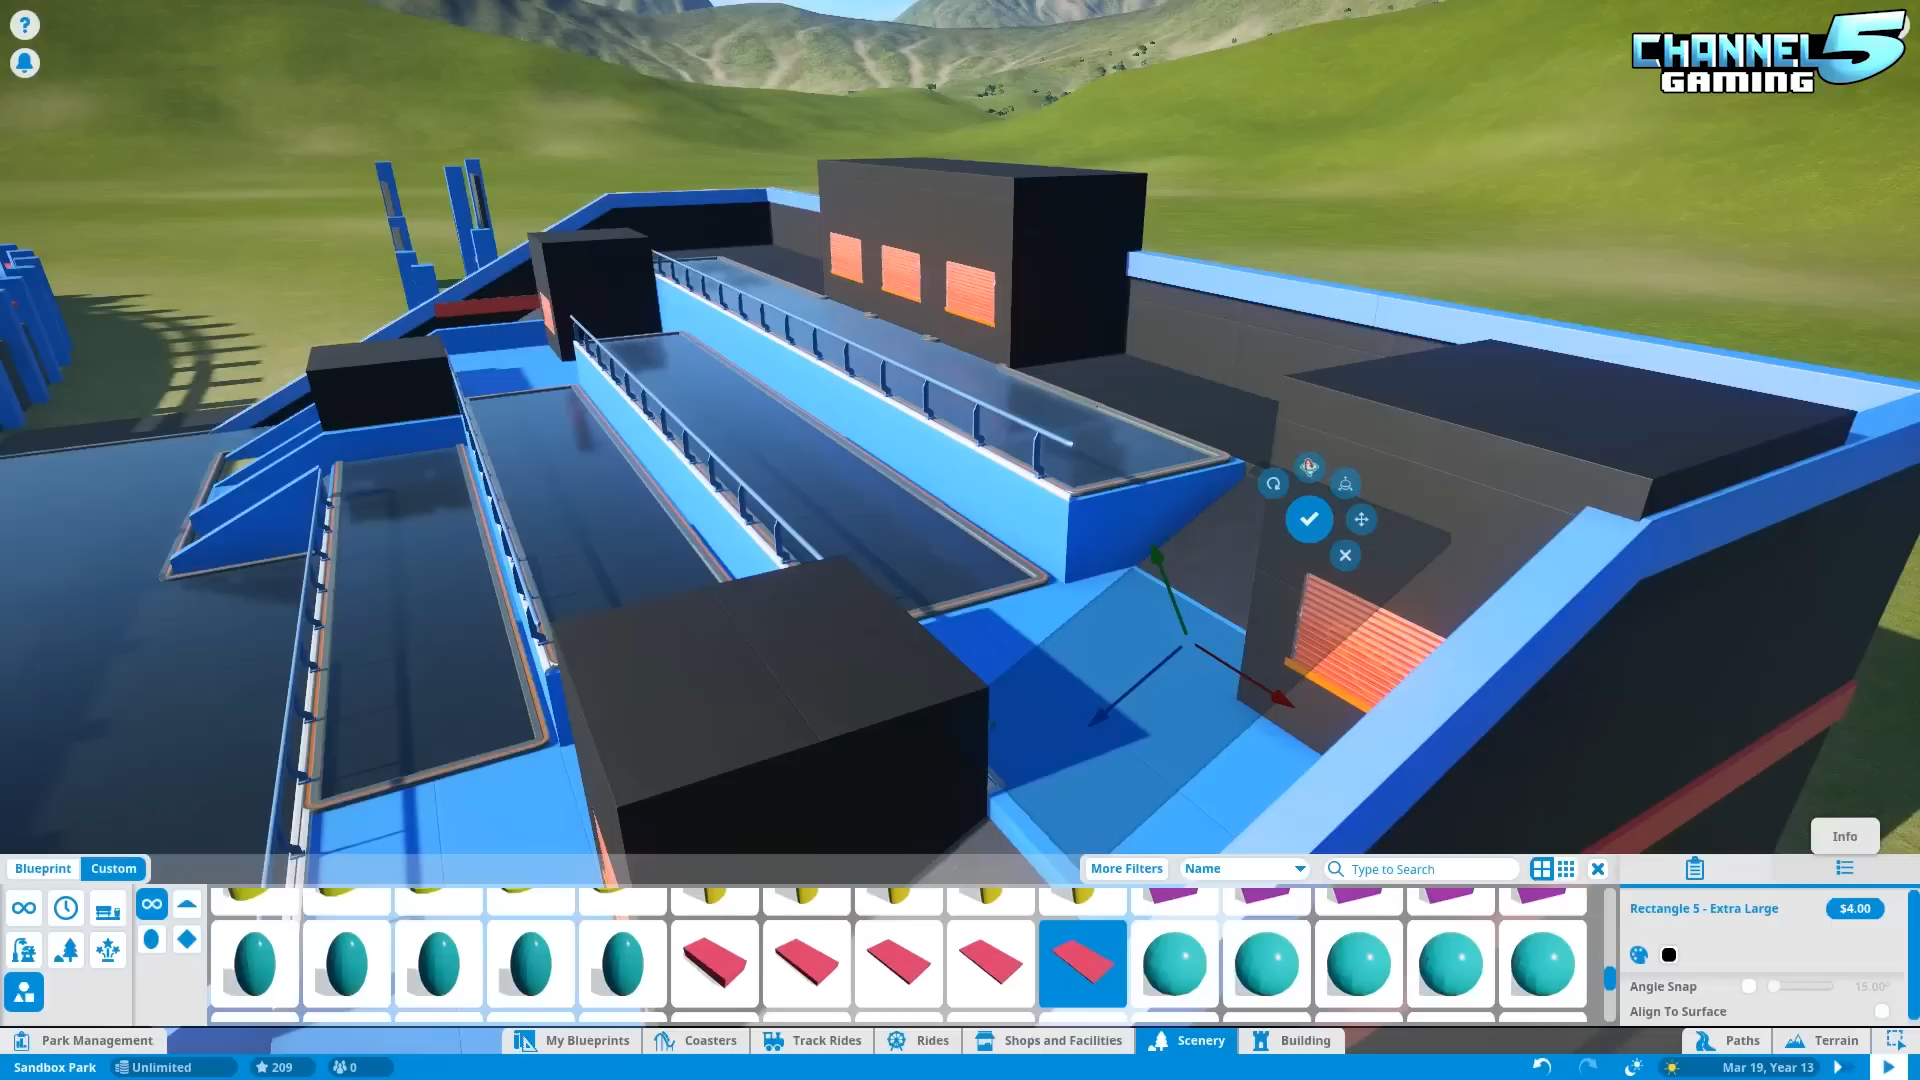 ?
CHANNEL 5
GAMING
Info
Blueprint
Custom
More Filters
Name
Type to Search
Rectangle 5 - Extra Large
$4.00
Angle Snap
15.00°
Align To Surface
Park Management
My Blueprints
Coasters
Track Rides
Rides
Shops and Facilities
Scenery
Building
Paths
Terrain
Sandbox Park
Unlimited
209
0
Mar 19, Year 13